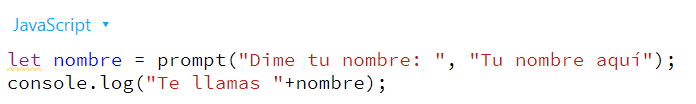 JavaScript
let nombre = prompt("Dime tu nombre: ", "Tu nombre aquí");
console.log("Te llamas "+nombre);